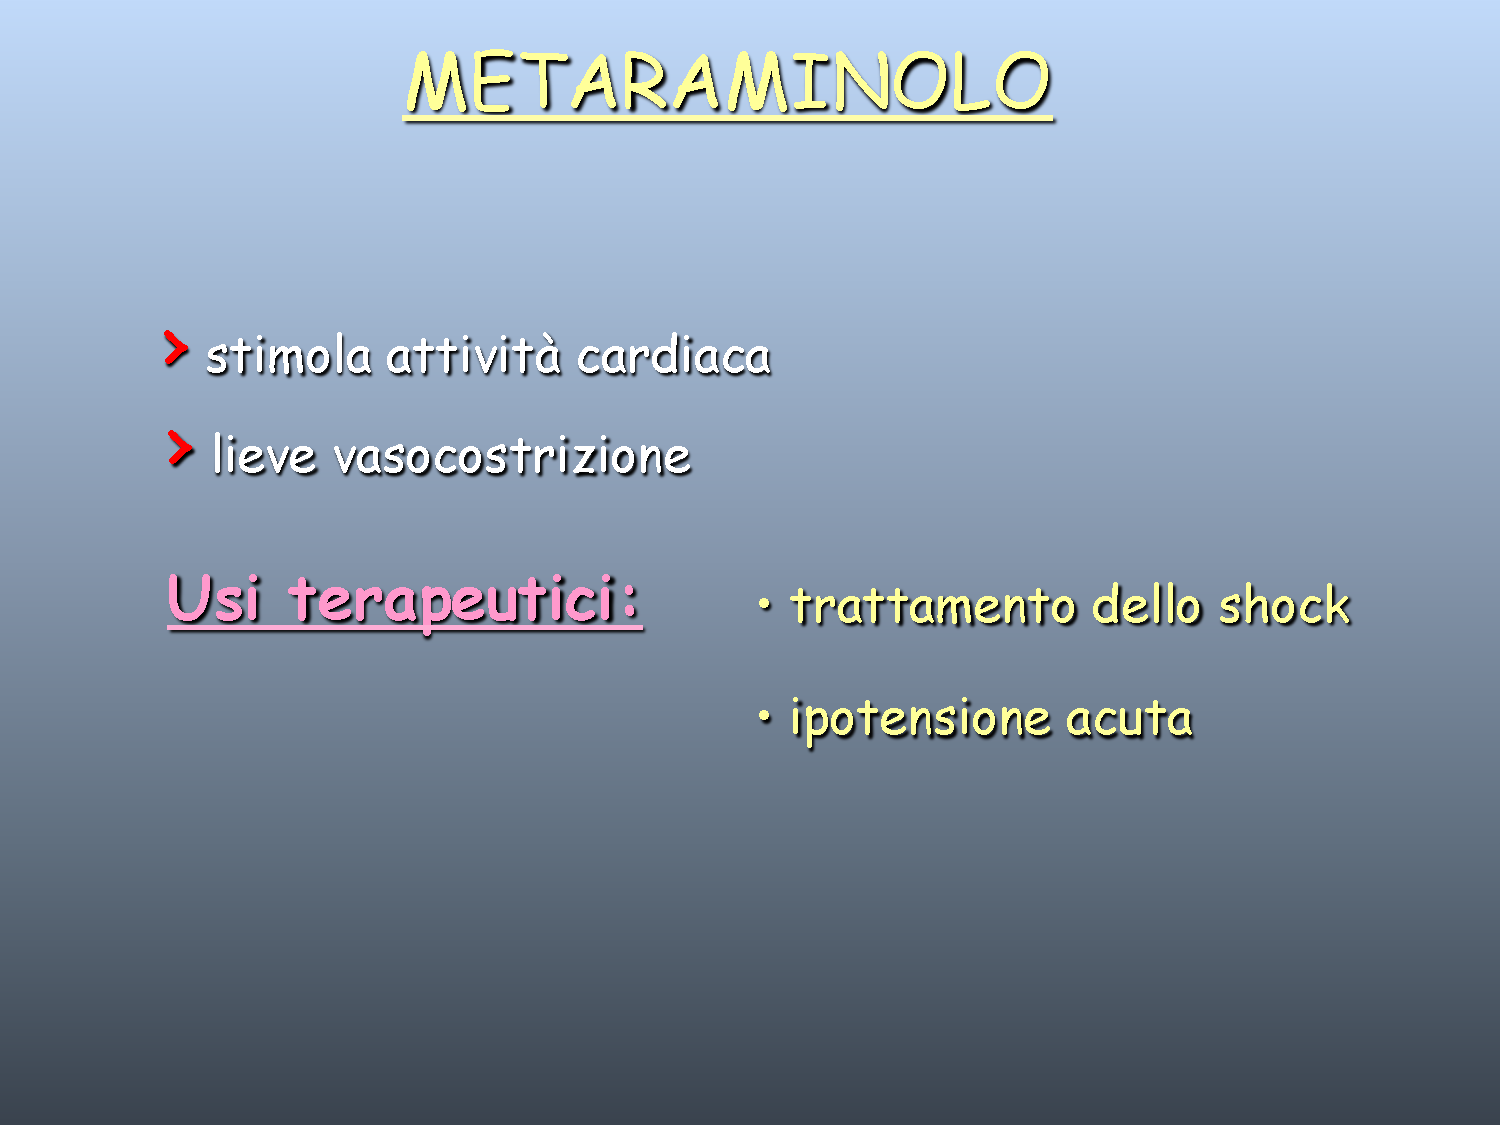 METARAMINOLO
> stimola attività cardiaca
> lieve vasocostrizione
Usi terapeutici:
• trattamento dello shock
• ipotensione acuta